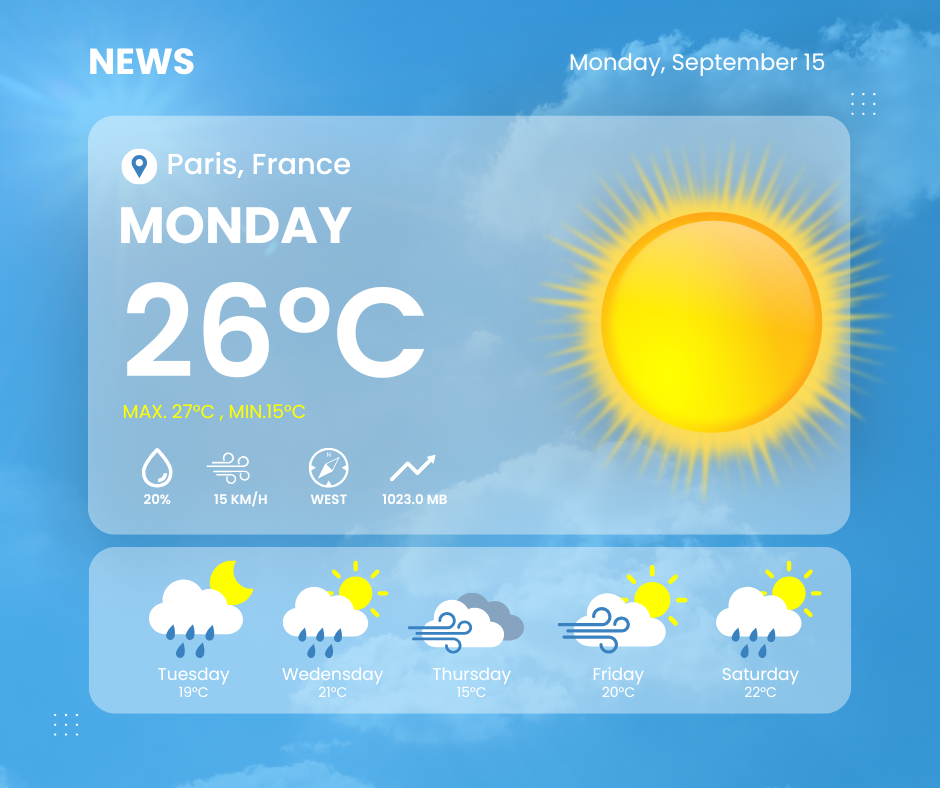 NEWS
Monday, September 15
Paris, France
MONDAY
26°C
MAX. 27°C , MIN.15°C
N
20%
15 KM/H
WEST
1023.0 MB
Tuesday
19°C
Wedensday
21°C
Thursday
15°C
Friday
20°C
Saturday
22°C